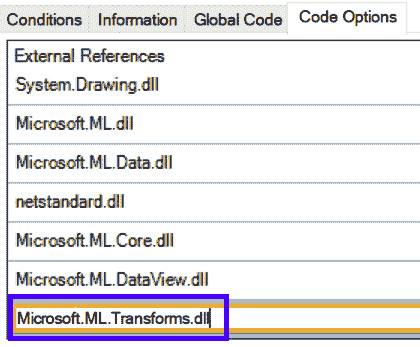 Conditions Information Global Code Code Options
External References
System.Drawing.dll
Microsoft.ML.dll
Microsoft.ML.Data.dll
netstandard.dll
Microsoft.ML.Core.dll
Microsoft.ML.DataView.dll
Microsoft.ML.Transforms.dll